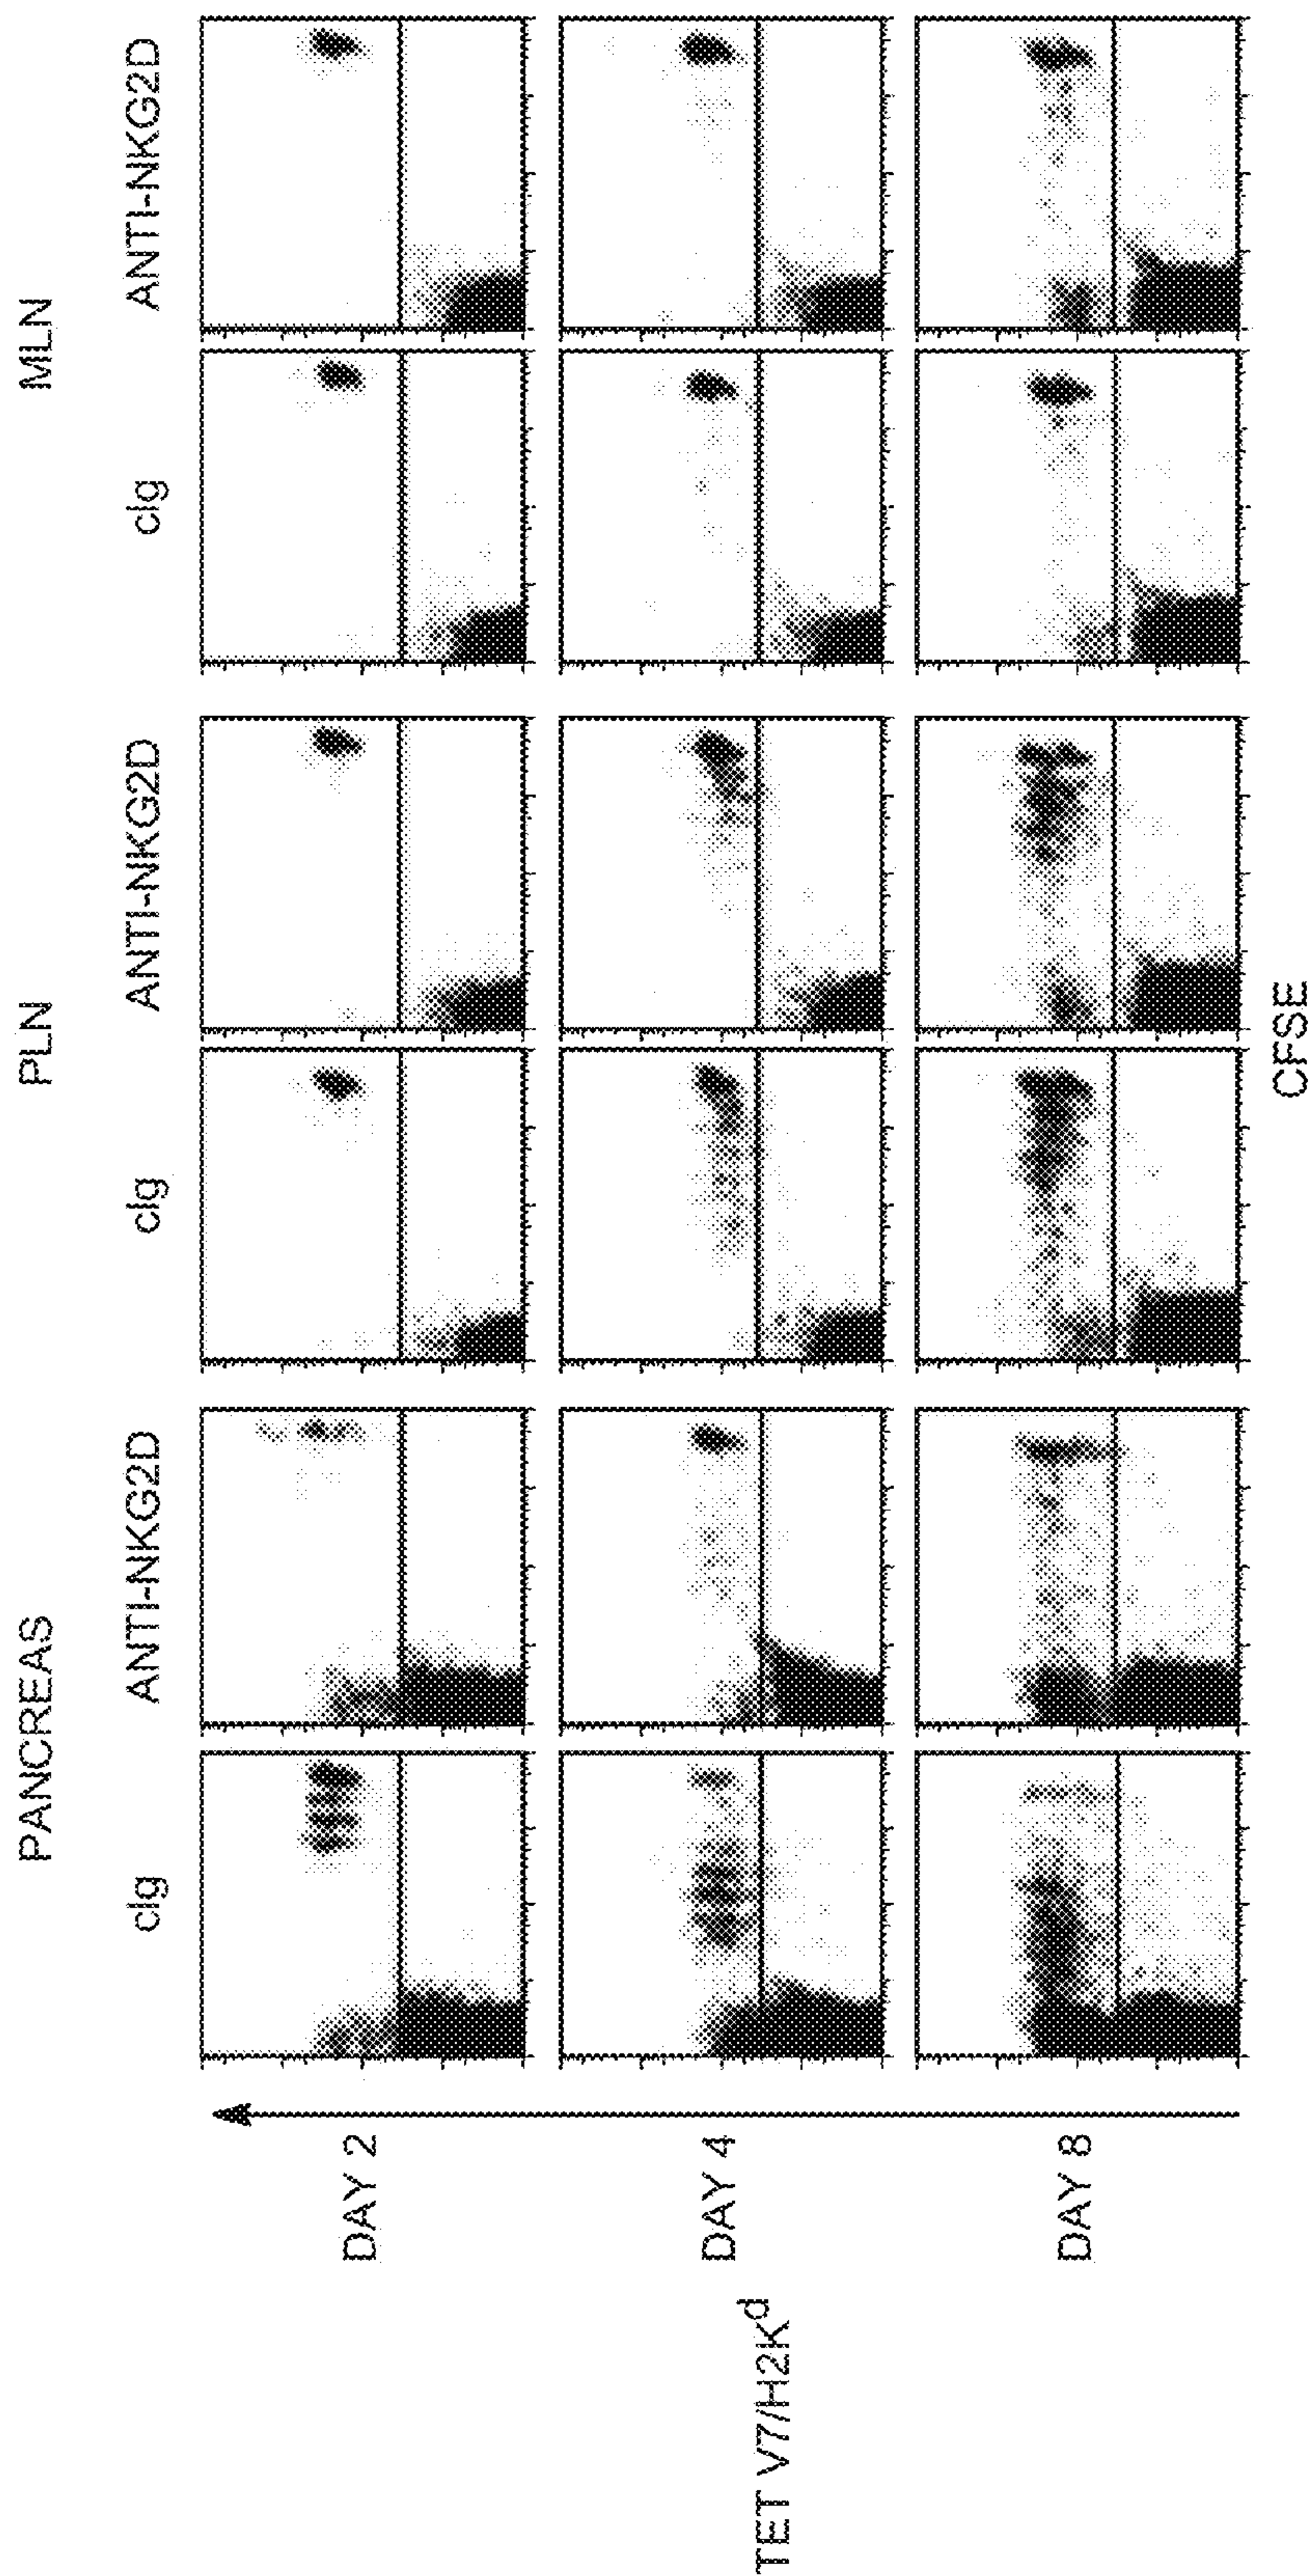 PANCREAS PLN MLN
cIg ANTI-NKG2D cIg ANTI-NKG2D cIg ANTI-NKG2D
DAY 2
DAY 4
TET V7/H2Kᵈ
DAY 8
CFSE